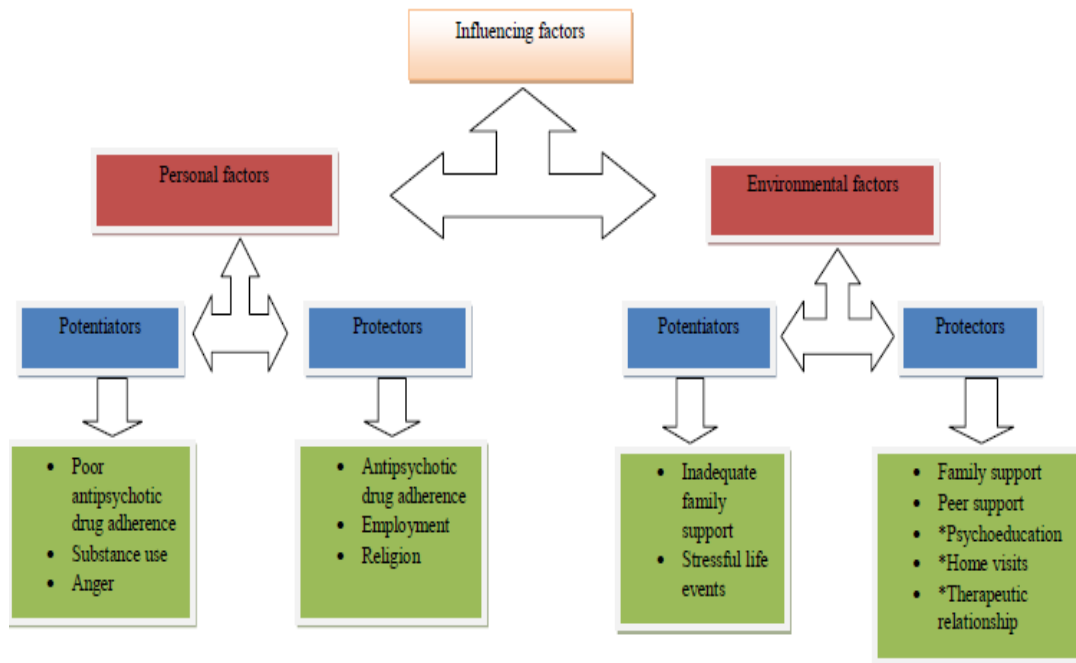 Influencing factors
Personal factors
Environmental factors
Potentiators
Protectors
Potentiators
Protectors
• Poor
antipsychotic
drug adherence
• Substance use
• Anger
• Antipsychotic
drug adherence
• Employment
• Religion
• Inadequate
family
support
• Stressful life
events
• Family support
• Peer support
• *Psychoeducation
• *Home visits
• *Therapeutic
relationship